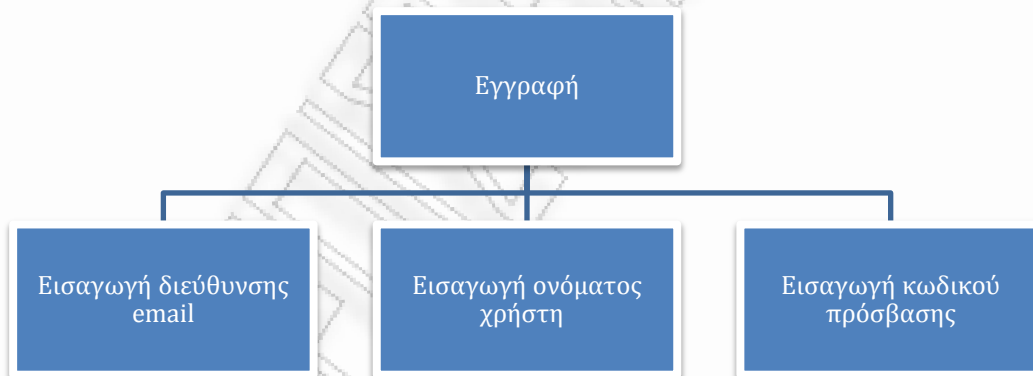 Εγγραφή
Εισαγωγή διεύθυνσης
email
Εισαγωγή ονόματος
χρήστη
Εισαγωγή κωδικού
πρόσβασης